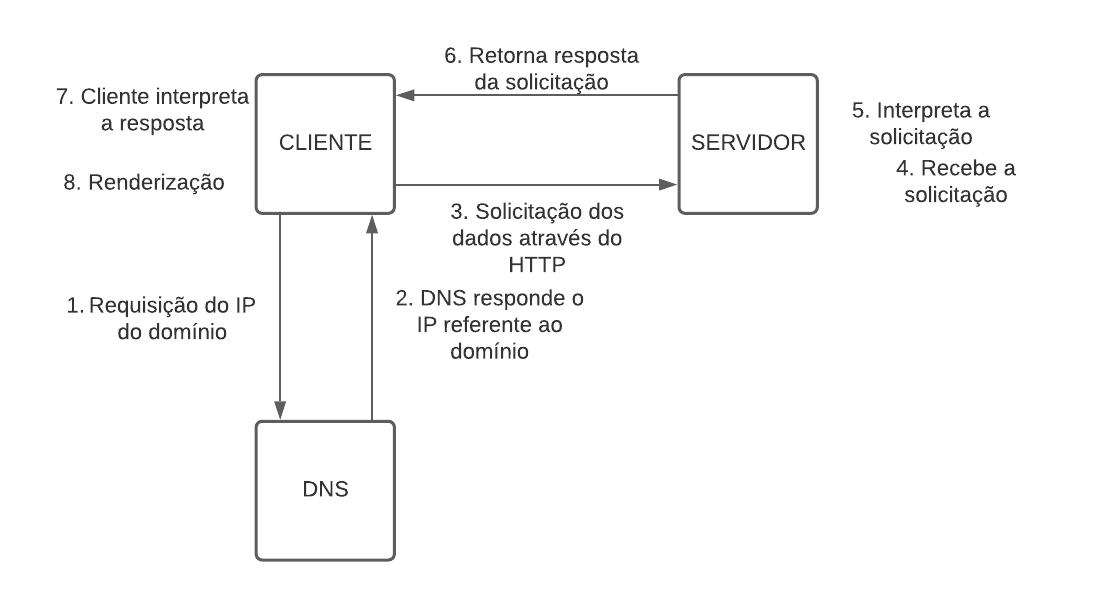 6. Retorna resposta
da solicitação
7. Cliente interpreta
a resposta
CLIENTE
SERVIDOR
5. Interpreta a
solicitação
4. Recebe a
solicitação
8. Renderização
3. Solicitação dos
dados através do
HTTP
1. Requisição do IP
do domínio
2. DNS responde o
IP referente ao
domínio
DNS